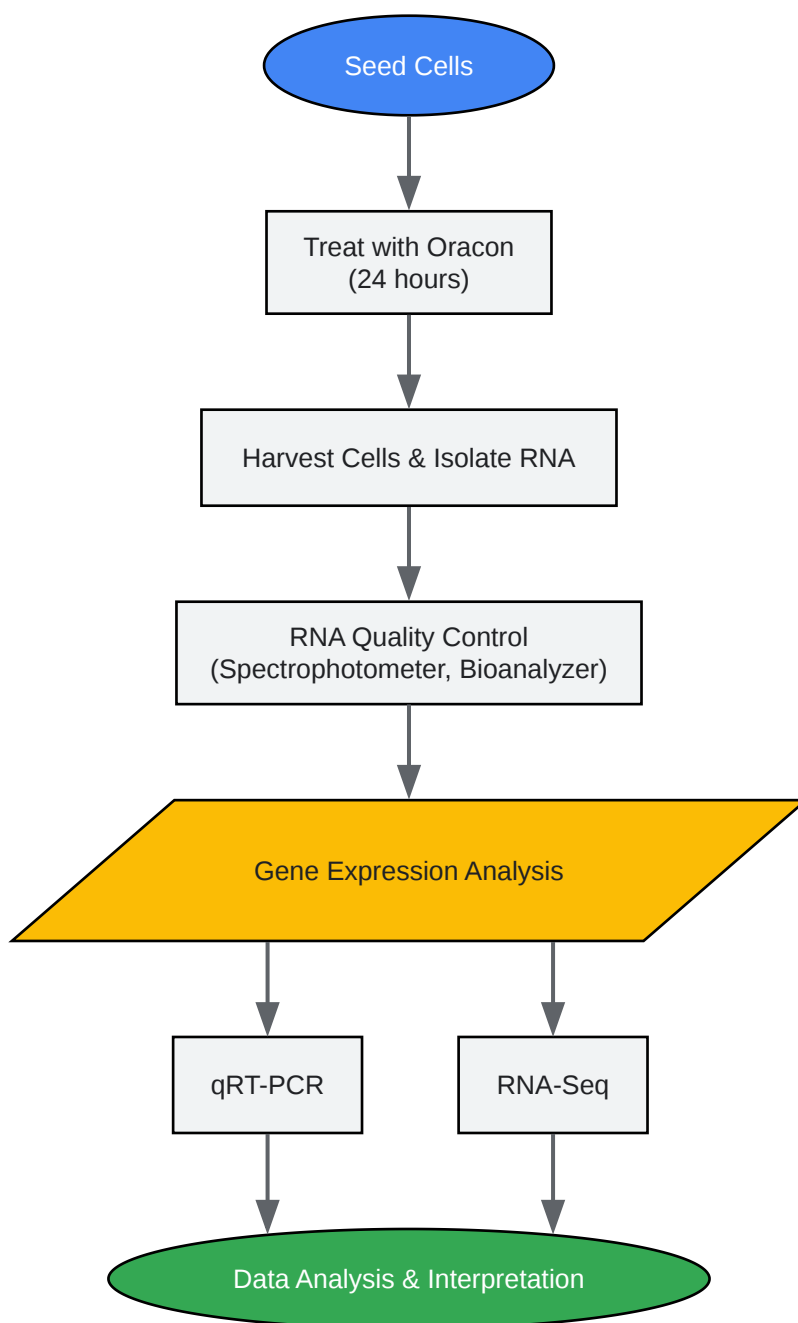 Seed Cells
Treat with Oracon
(24 hours)
Harvest Cells & Isolate RNA
RNA Quality Control
(Spectrophotometer, Bioanalyzer)
Gene Expression Analysis
qRT-PCR
RNA-Seq
Data Analysis & Interpretation